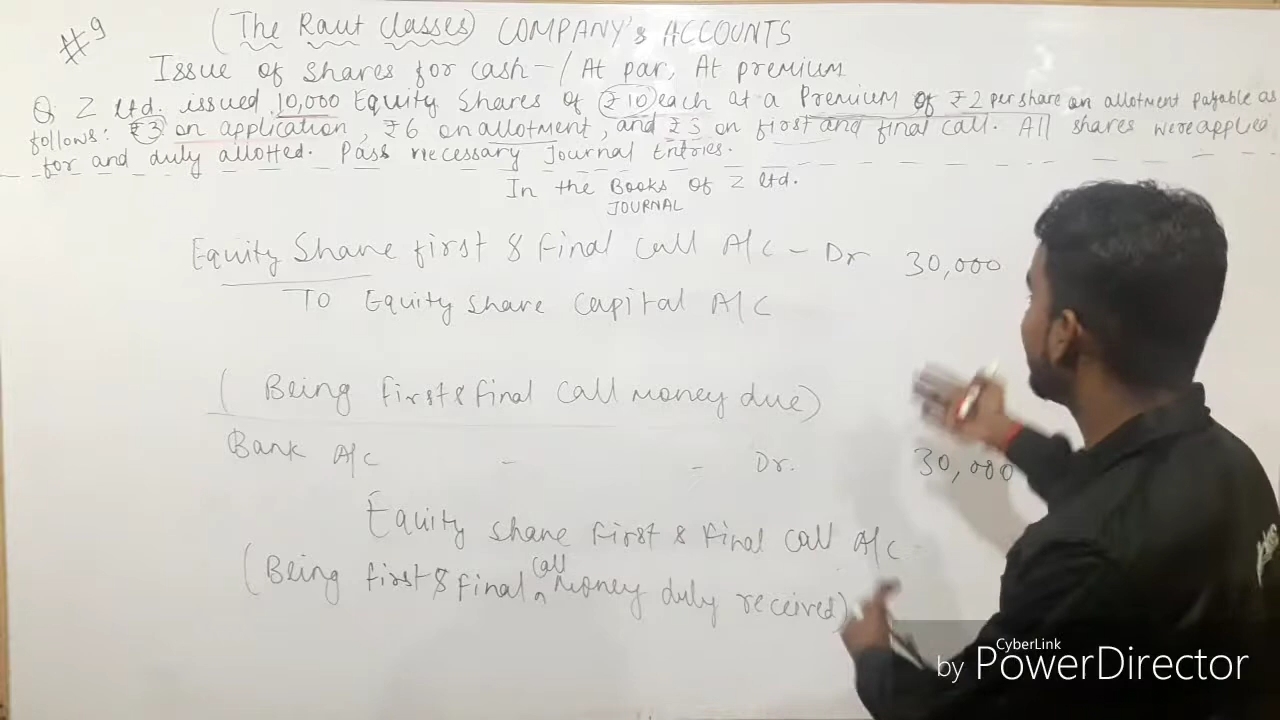 #9
(The Raut Classes) COMPANY's ACCOUNTS
Issue of shares for cash - / At par, At premium
Q. Z ltd. issued 10,000 Equity Shares of ₹10 each at a Premium of ₹2 per share on allotment payable as
follows: ₹3 on application, ₹6 on allotment, and ₹3 on first and final call. All shares were applied
for and duly allotted. Pass necessary Journal Entries.
In the Books of Z ltd.
JOURNAL
Equity Share first & final call A/C - Dr 30,000
To Equity share capital A/C
(Being first & final call money due)
Bank A/C - - Dr. 30,000
Equity share first & final call A/C
(Being first & final call money duly received)
CyberLink
by PowerDirector